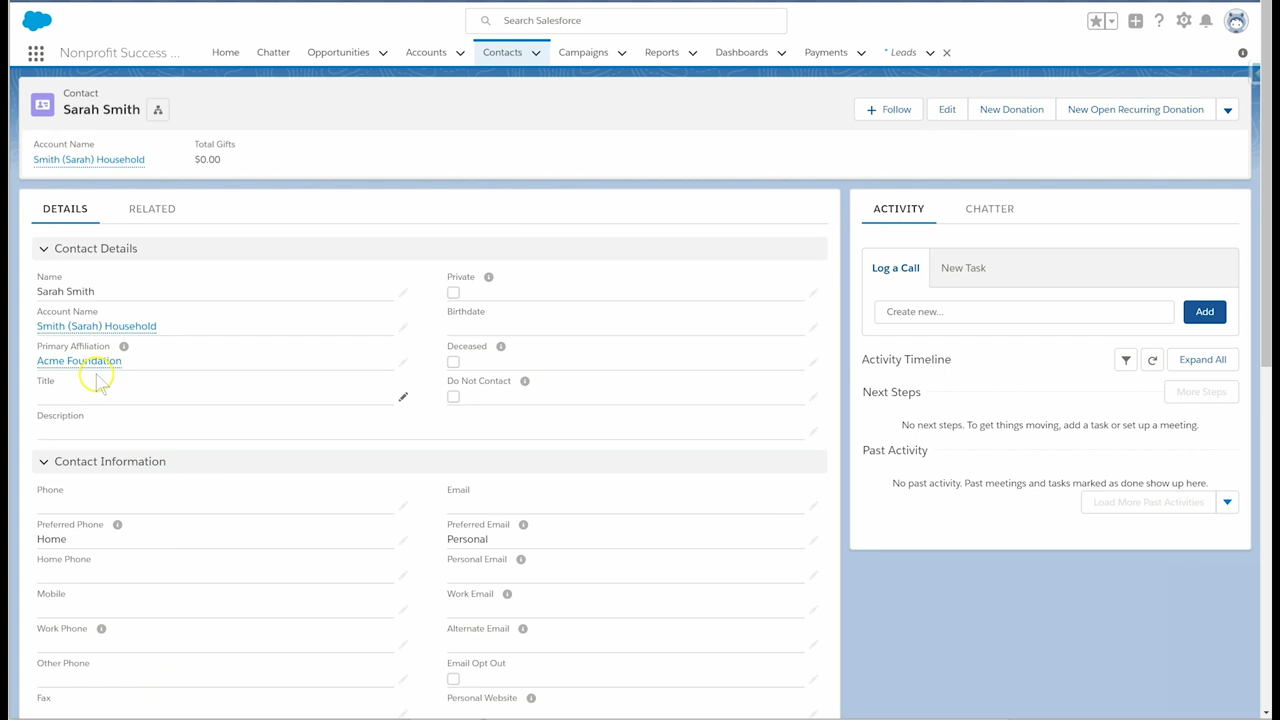 Search Salesforce
Nonprofit Success ...
Home
Chatter
Opportunities
Accounts
Contacts
Campaigns
Reports
Dashboards
Payments
* Leads
Contact
Sarah Smith
+ Follow
Edit
New Donation
New Open Recurring Donation
Account Name
Total Gifts
Smith (Sarah) Household
$0.00
DETAILS
RELATED
Contact Details
Name
Sarah Smith
Private
Account Name
Smith (Sarah) Household
Birthdate
Primary Affiliation
Acme Foundation
Deceased
Title
Do Not Contact
Description
Contact Information
Phone
Email
Preferred Phone
Home
Preferred Email
Personal
Home Phone
Personal Email
Mobile
Work Email
Work Phone
Alternate Email
Other Phone
Email Opt Out
Fax
Personal Website
ACTIVITY
CHATTER
Log a Call
New Task
Create new...
Add
Activity Timeline
Expand All
Next Steps
More Steps
No next steps. To get things moving, add a task or set up a meeting.
Past Activity
No past activity. Past meetings and tasks marked as done show up here.
Load More Past Activities